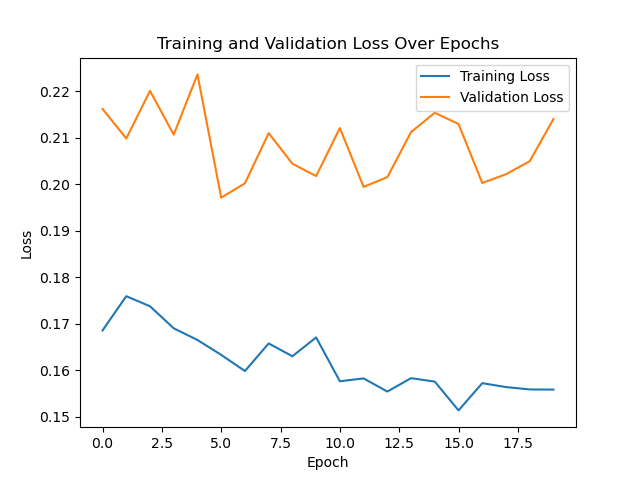 Training and Validation Loss Over Epochs
Training Loss
Validation Loss
0.22
0.21
0.20
0.19
0.18
0.17
0.16
0.15
Loss
0.0 2.5 5.0 7.5 10.0 12.5 15.0 17.5
Epoch